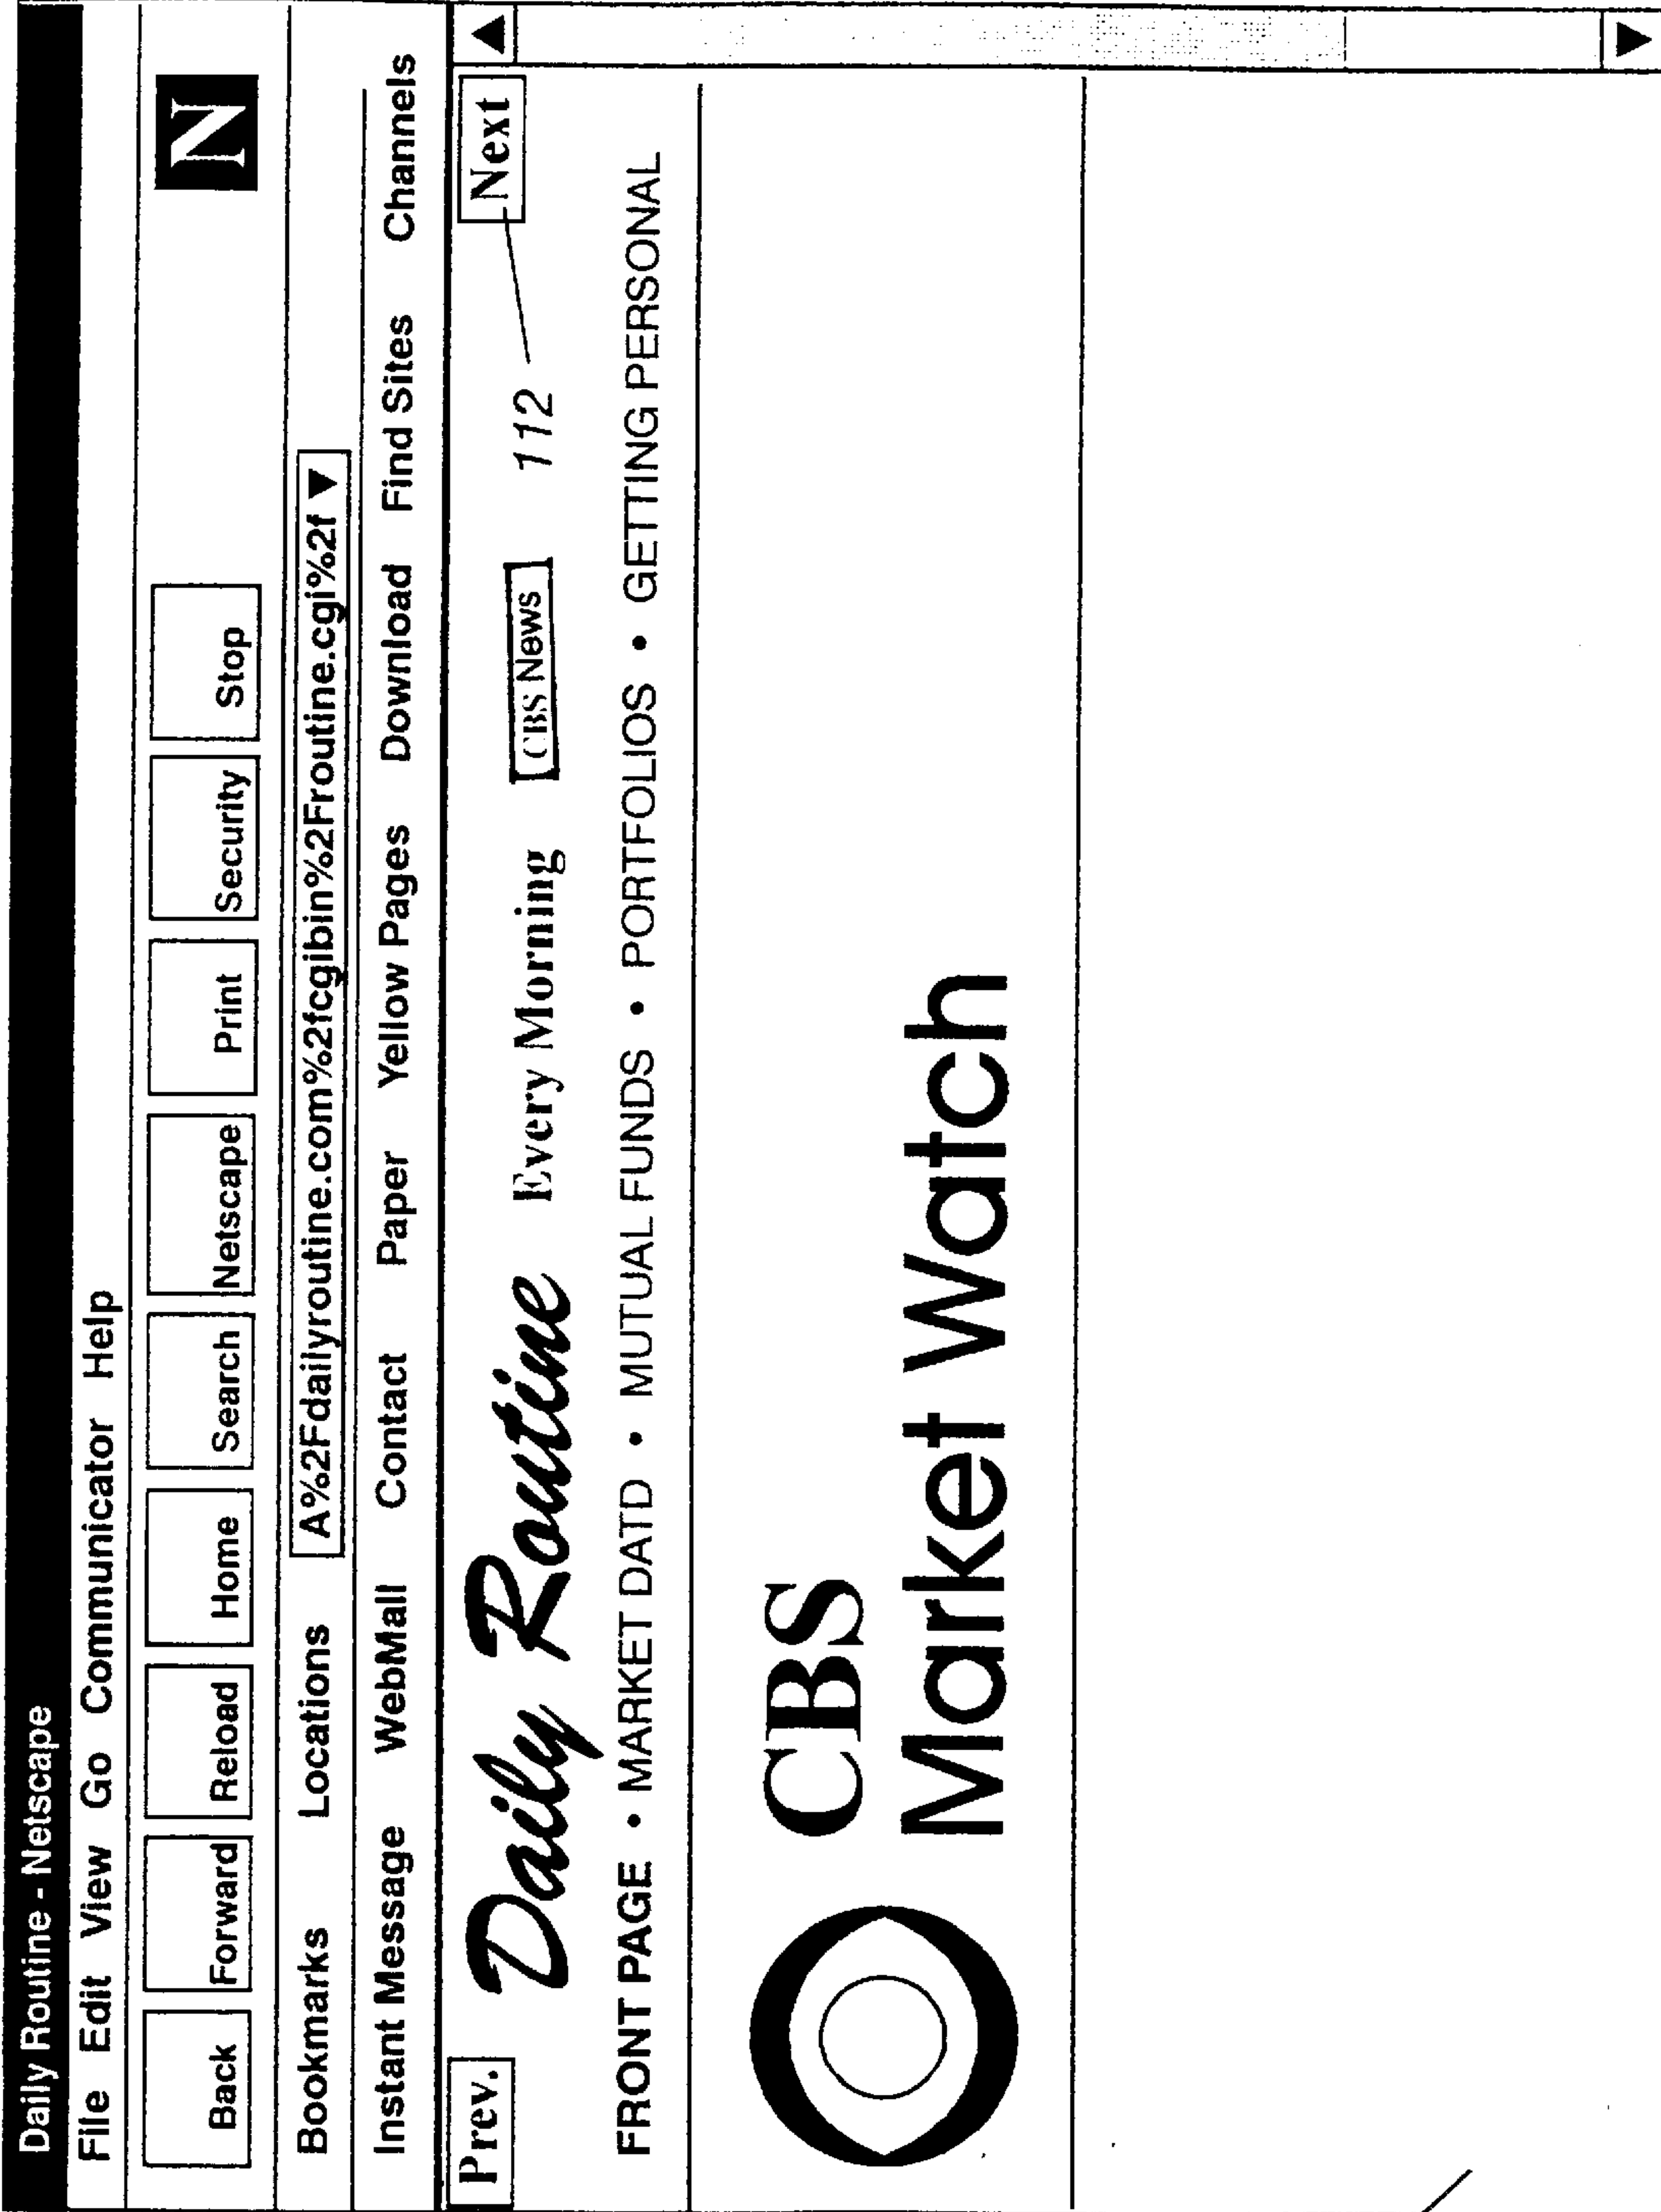 Daily Routine - Netscape
File Edit View Go Communicator Help
Back Forward Reload Home Search Netscape Print Security Stop N
Bookmarks Locations A%2Fdailyroutine.com%2fcgibin%2Froutine.cgi%2f
Instant Message WebMall Contact Paper Yellow Pages Download Find Sites Channels
Prev. Daily Routine Every Morning CBS News 112 Next
FRONT PAGE • MARKET DATD • MUTUAL FUNDS • PORTFOLIOS • GETTING PERSONAL
CBS
Market Watch